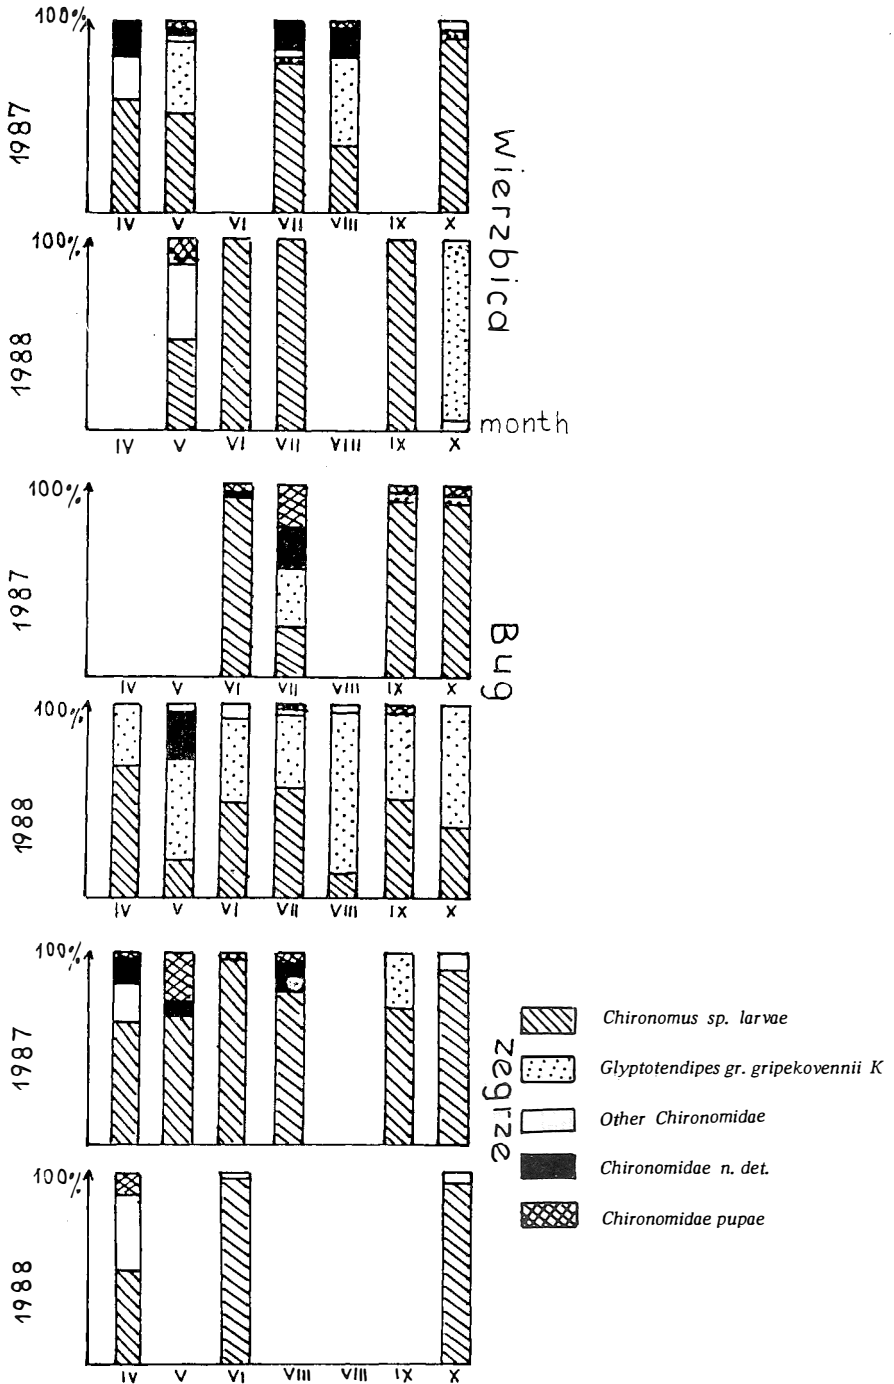 100%
1987
IV V VI VII VIII IX X
Wierzbica
100%
1988
month
IV V VI VII VIII IX X
100%
1987
IV V VI VII VIII IX X
Bug
100%
1988
IV V VI VII VIII IX X
100%
1987
zegrze
Chironomus sp. larvae
Glyptotendipes gr. gripekovennii K
Other Chironomidae
Chironomidae n. det.
Chironomidae pupae
100%
1988
IV V VI VIII VIII IX X